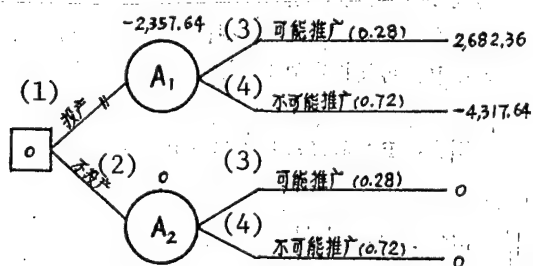 -2,357.64
(3) 可能推广(0.28) 2,682,36
A1
(4) 不可能推广(0.72) -4,317.64
(1) 投产
0
(2) 不投产
0
(3) 可能推广(0.28) 0
A2
(4) 不可能推广(0.72) 0